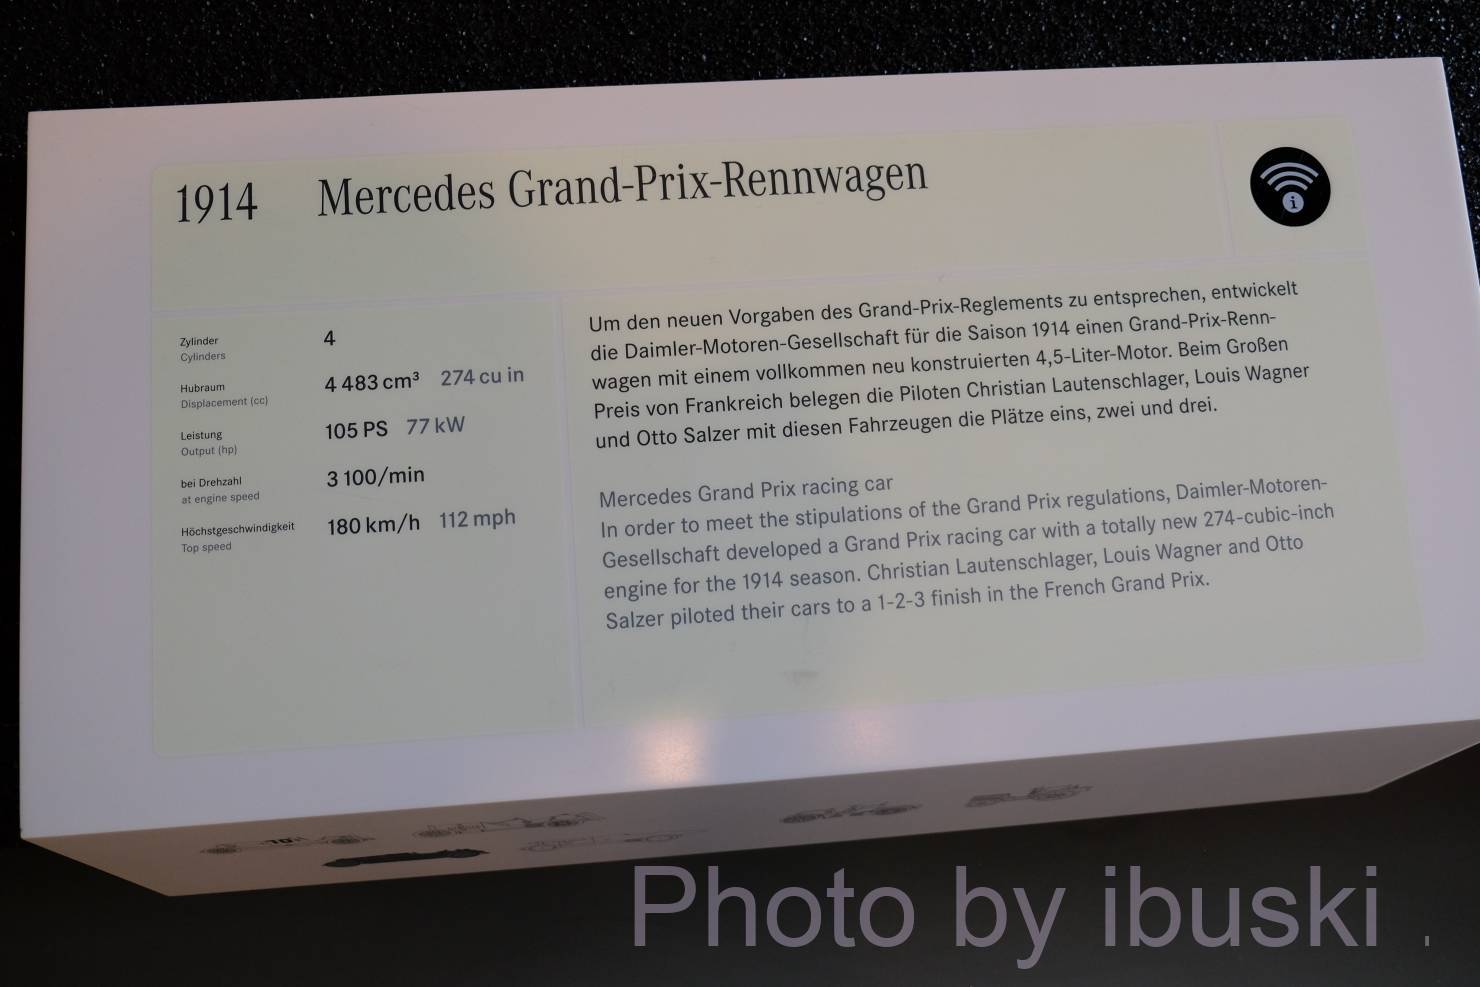 1914 Mercedes Grand-Prix-Rennwagen
i
Zylinder 4
Cylinders
Hubraum 4 483 cm³ 274 cu in
Displacement (cc)
Leistung 105 PS 77 kW
Output (hp)
bei Drehzahl 3 100/min
at engine speed
Höchstgeschwindigkeit 180 km/h 112 mph
Top speed
Um den neuen Vorgaben des Grand-Prix-Reglements zu entsprechen, entwickelt
die Daimler-Motoren-Gesellschaft für die Saison 1914 einen Grand-Prix-Renn-
wagen mit einem vollkommen neu konstruierten 4,5-Liter-Motor. Beim Großen
Preis von Frankreich belegen die Piloten Christian Lautenschlager, Louis Wagner
und Otto Salzer mit diesen Fahrzeugen die Plätze eins, zwei und drei.
Mercedes Grand Prix racing car
In order to meet the stipulations of the Grand Prix regulations, Daimler-Motoren-
Gesellschaft developed a Grand Prix racing car with a totally new 274-cubic-inch
engine for the 1914 season. Christian Lautenschlager, Louis Wagner and Otto
Salzer piloted their cars to a 1-2-3 finish in the French Grand Prix.
Photo by ibuski